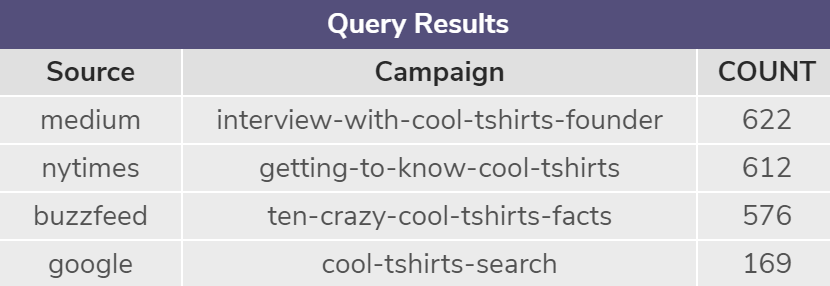 Query Results
Source Campaign COUNT
medium interview-with-cool-tshirts-founder 622
nytimes getting-to-know-cool-tshirts 612
buzzfeed ten-crazy-cool-tshirts-facts 576
google cool-tshirts-search 169